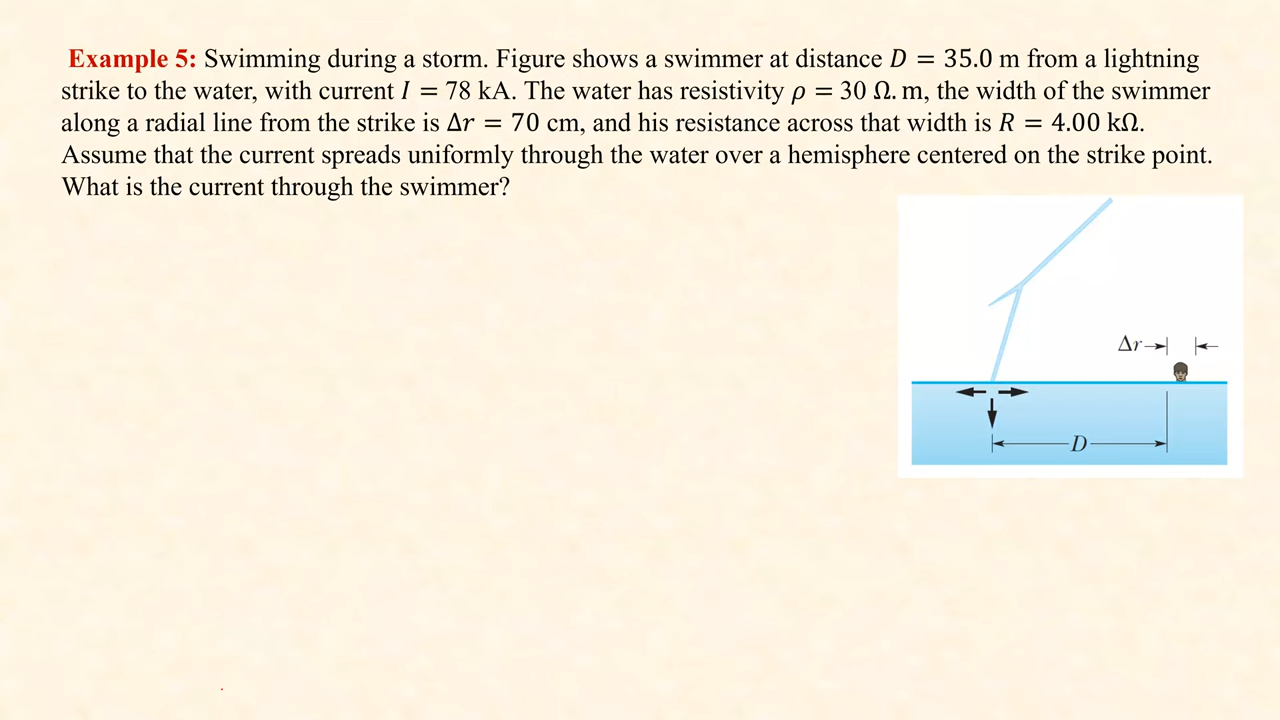 Example 5: Swimming during a storm. Figure shows a swimmer at distance 𝐷 = 35.0 m from a lightning
strike to the water, with current 𝐼 = 78 kA. The water has resistivity 𝜌 = 30 Ω. m, the width of the swimmer
along a radial line from the strike is Δ𝑟 = 70 cm, and his resistance across that width is 𝑅 = 4.00 kΩ.
Assume that the current spreads uniformly through the water over a hemisphere centered on the strike point.
What is the current through the swimmer?
Δr
D